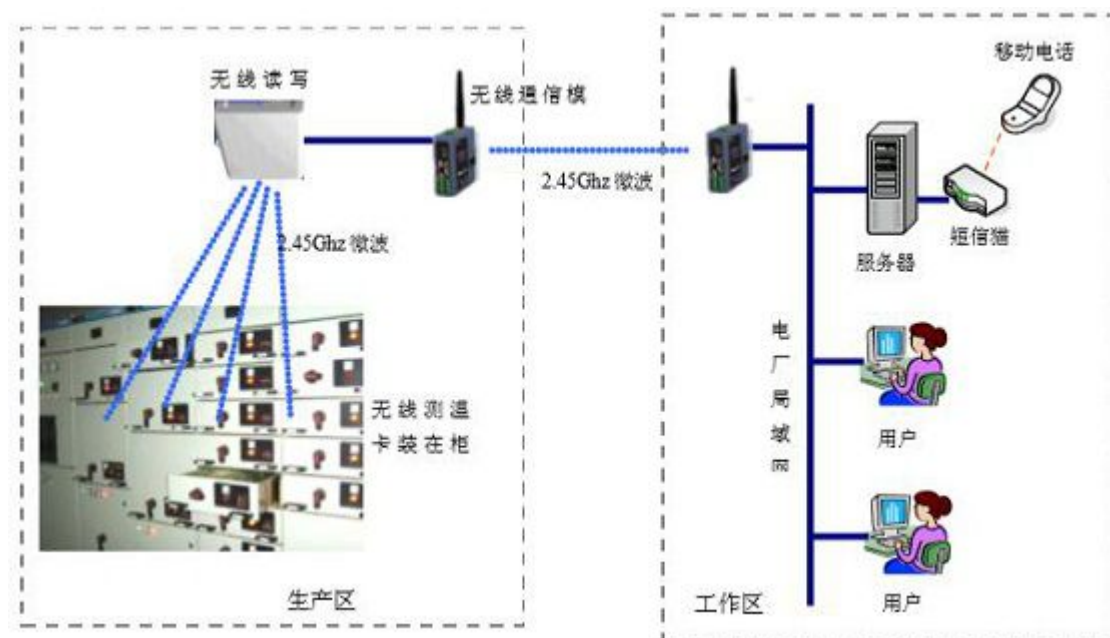 移动电话
无线读写
无线通信模
2.45Ghz 微波
短信猫
2.45Ghz 微波
服务器
电厂局域网
无线测温
卡装在柜
用户
生产区
工作区
用户